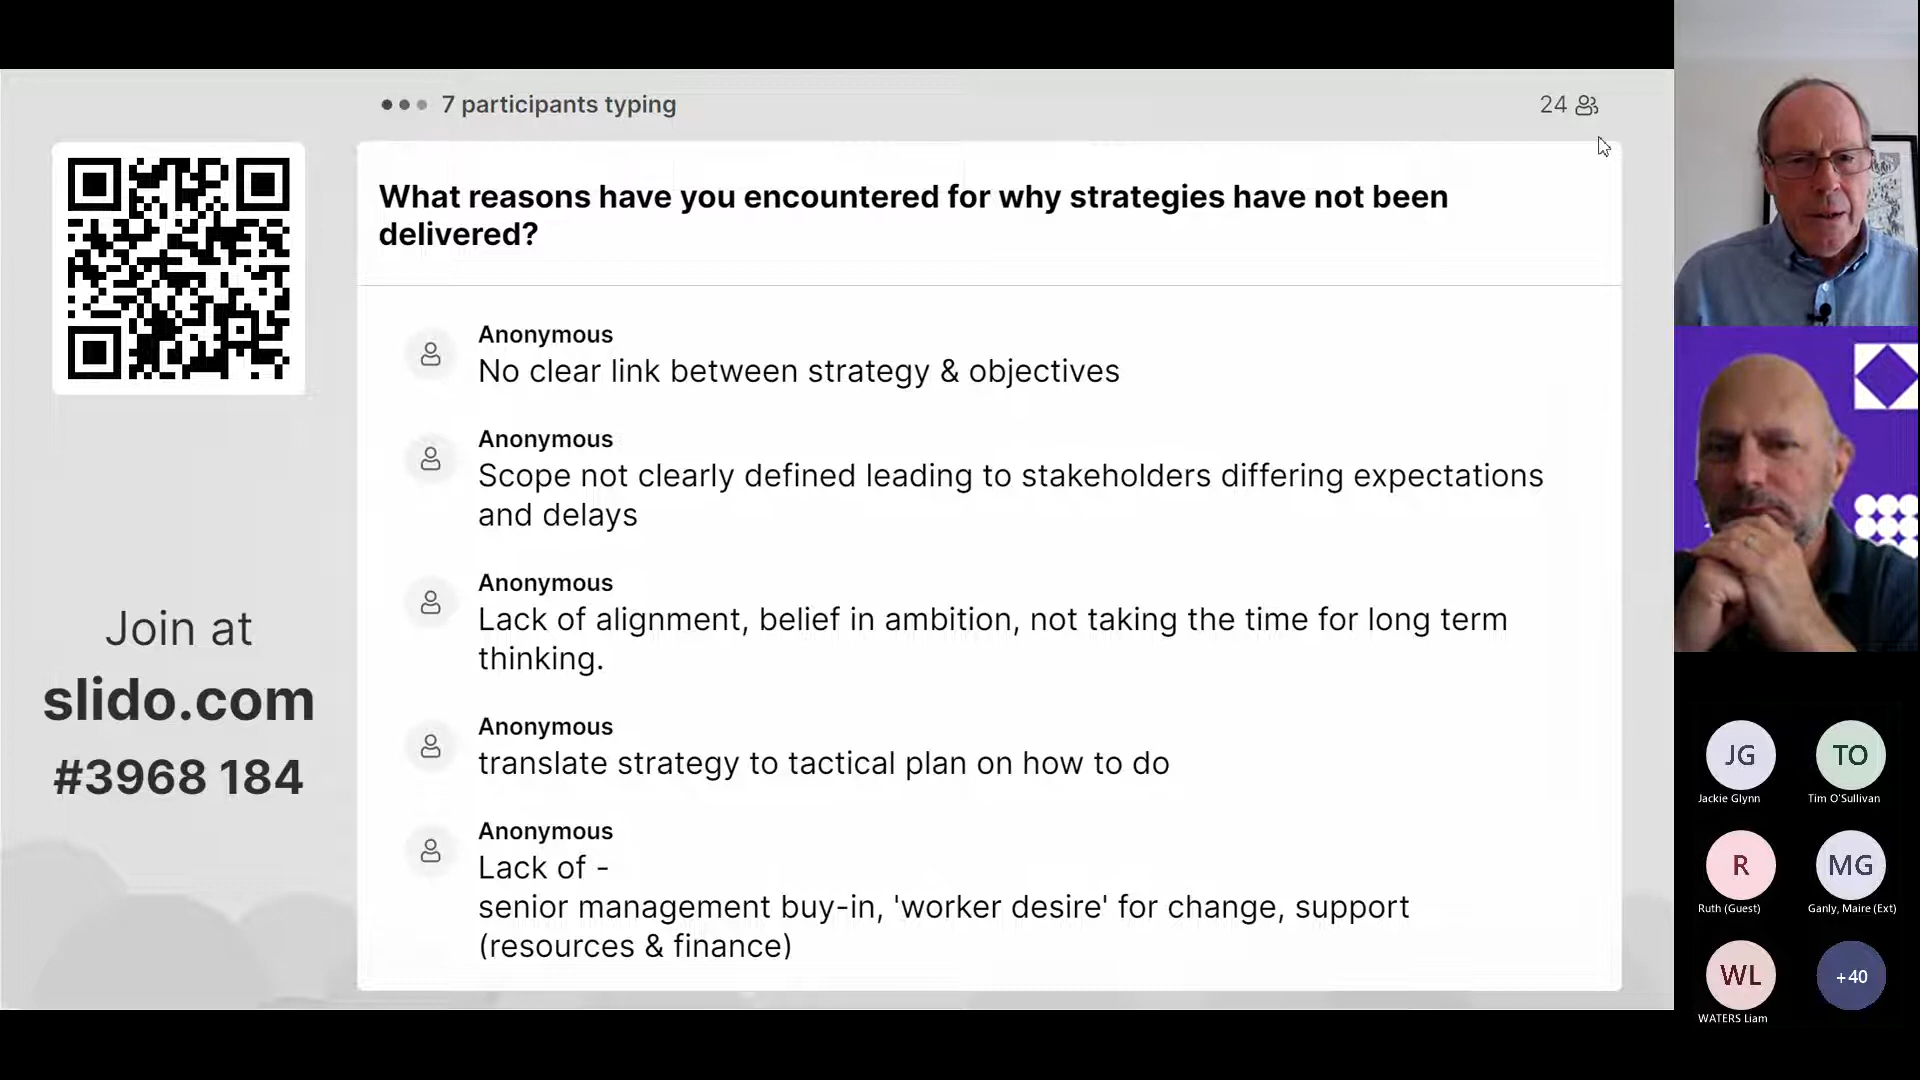 7 participants typing
24
What reasons have you encountered for why strategies have not been
delivered?
Anonymous
No clear link between strategy & objectives
Anonymous
Scope not clearly defined leading to stakeholders differing expectations
and delays
Anonymous
Lack of alignment, belief in ambition, not taking the time for long term
thinking.
Anonymous
translate strategy to tactical plan on how to do
Anonymous
Lack of -
senior management buy-in, 'worker desire' for change, support
(resources & finance)
Join at
slido.com
#3968 184
JG
Jackie Glynn
TO
Tim O'Sullivan
R
Ruth (Guest)
MG
Ganly, Maire (Ext)
WL
WATERS Liam
+40